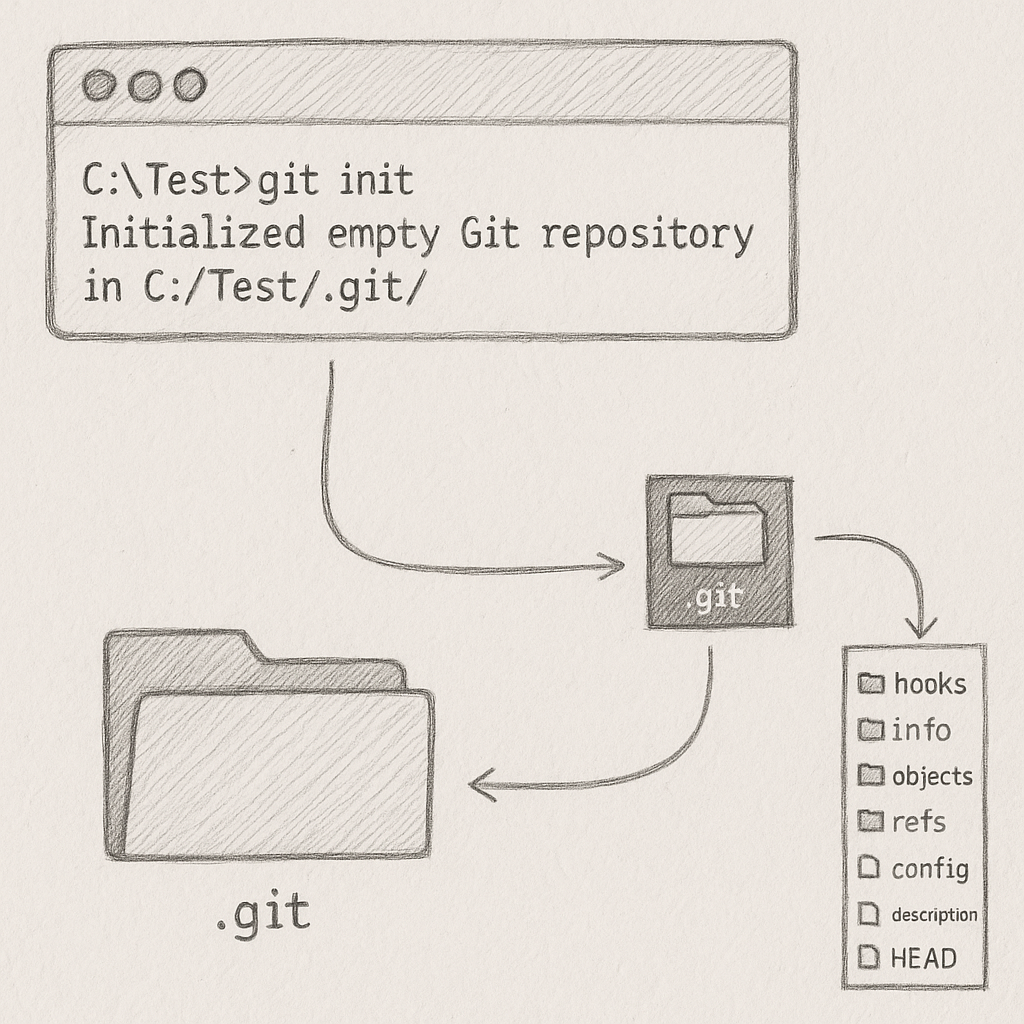 C:\Test>git init
Initialized empty Git repository
in C:/Test/.git/
.git
hooks
info
objects
refs
config
description
HEAD
.git